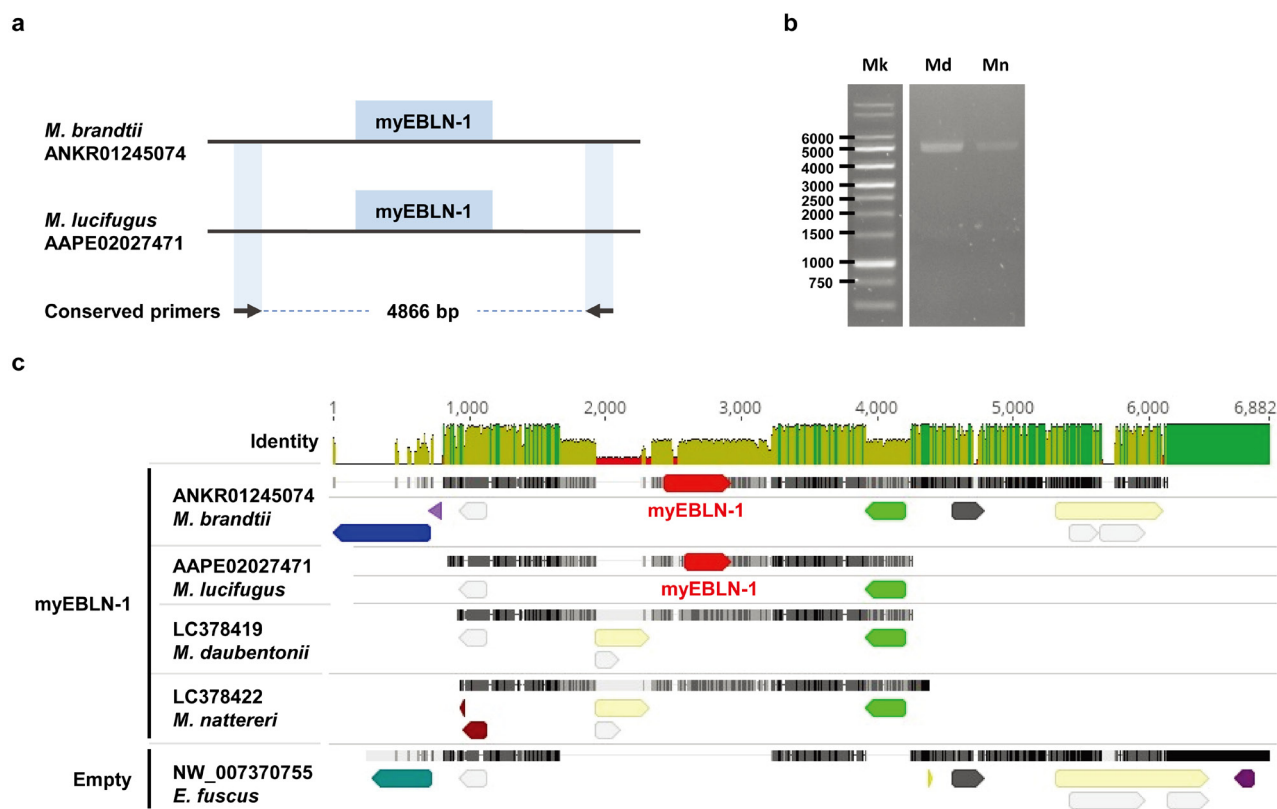 a
M. brandtii
ANKR01245074
myEBLN-1
M. lucifugus
AAPE02027471
myEBLN-1
Conserved primers
4866 bp
b
Mk Md Mn
6000
5000
4000
3000
2500
2000
1500
1000
750
c
1 1,000 2,000 3,000 4,000 5,000 6,000 6,882
Identity
myEBLN-1
ANKR01245074
M. brandtii
myEBLN-1
AAPE02027471
M. lucifugus
myEBLN-1
LC378419
M. daubentonii
LC378422
M. nattereri
Empty
NW_007370755
E. fuscus